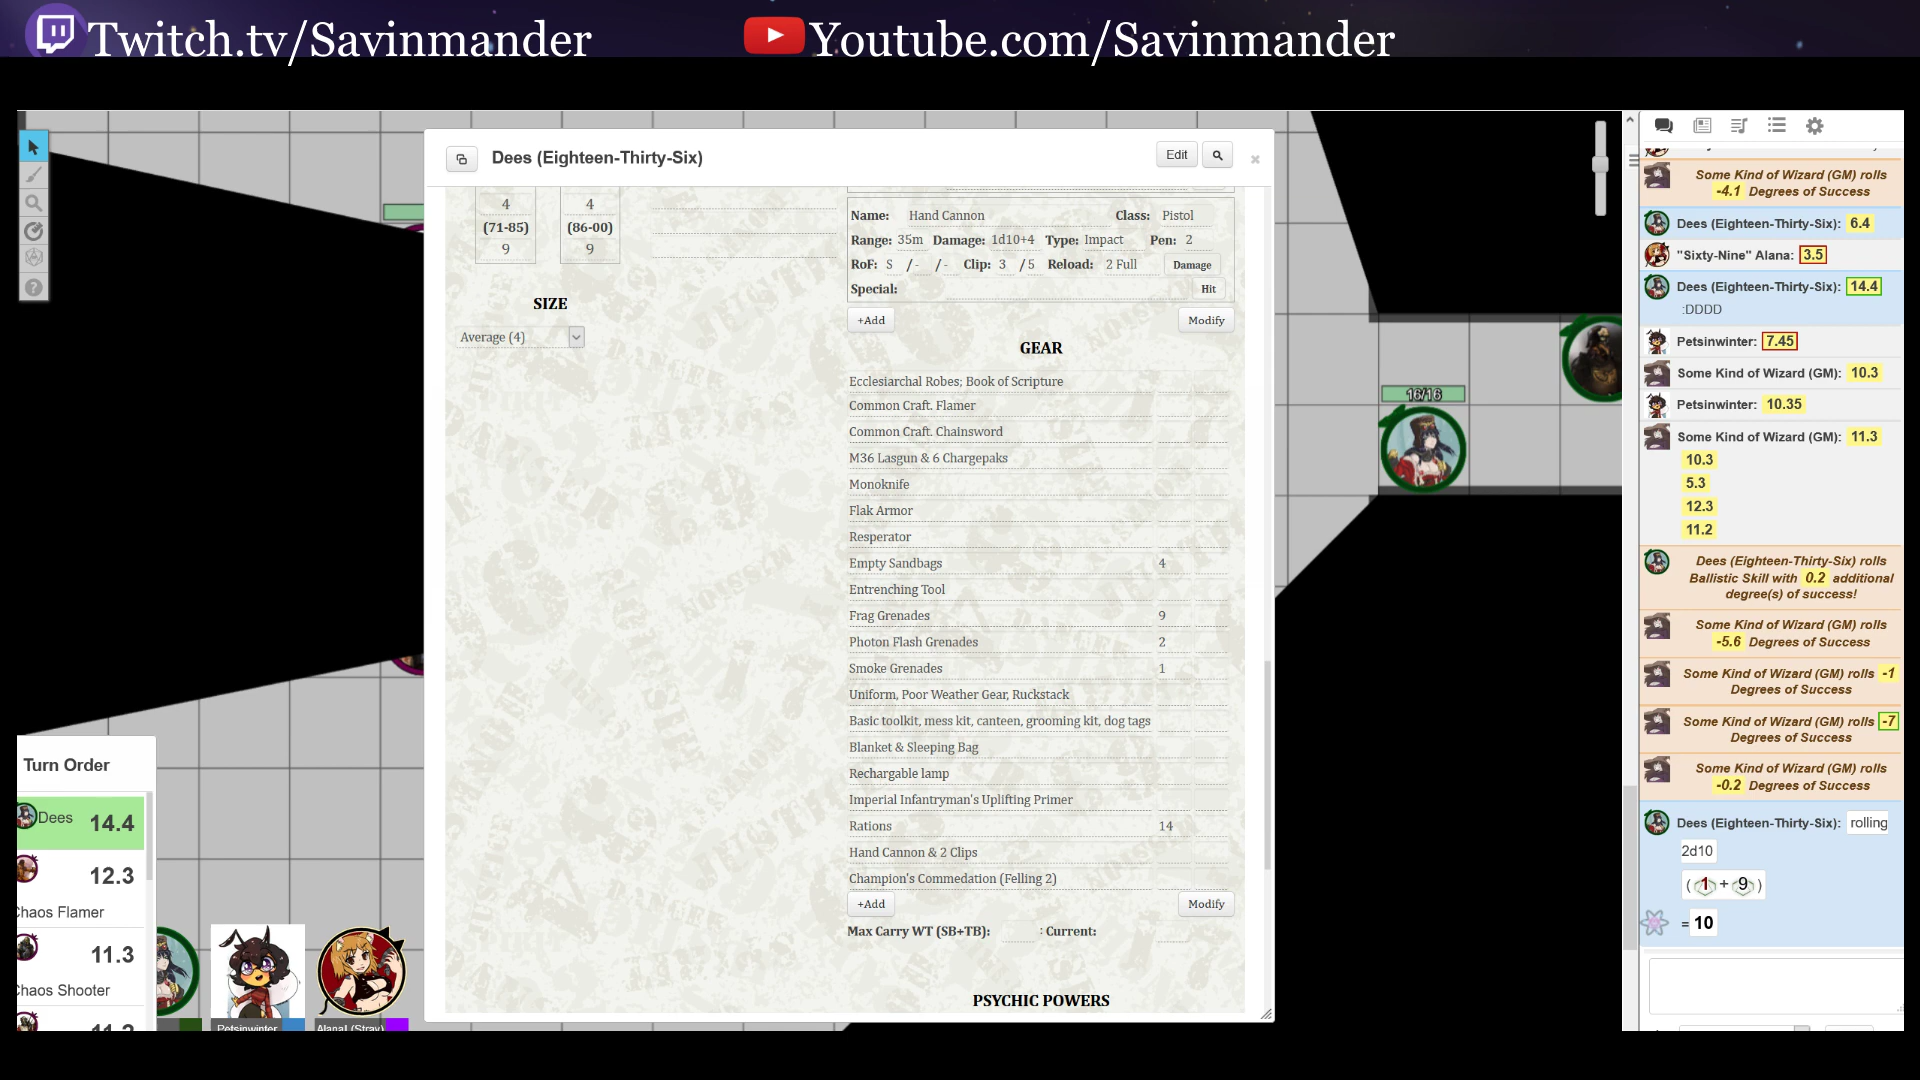 Twitch.tv/Savinmander
Youtube.com/Savinmander
Dees (Eighteen-Thirty-Six)
Edit
4 4
(71-85) (86-00)
9 9
SIZE
Average (4)
Name: Hand Cannon Class: Pistol
Range: 35m Damage: 1d10+4 Type: Impact Pen: 2
RoF: S /- /- Clip: 3 /5 Reload: 2 Full Damage
Special: Hit
+Add Modify
GEAR
Ecclesiarchal Robes; Book of Scripture
Common Craft. Flamer
Common Craft. Chainsword
M36 Lasgun & 6 Chargepaks
Monoknife
Flak Armor
Resperator
Empty Sandbags 4
Entrenching Tool
Frag Grenades 9
Photon Flash Grenades 2
Smoke Grenades 1
Uniform, Poor Weather Gear, Ruckstack
Basic toolkit, mess kit, canteen, grooming kit, dog tags
Blanket & Sleeping Bag
Rechargable lamp
Imperial Infantryman's Uplifting Primer
Rations 14
Hand Cannon & 2 Clips
Champion's Commedation (Felling 2)
+Add Modify
Max Carry WT (SB+TB): : Current:
PSYCHIC POWERS
16/16
Turn Order
Dees 14.4
12.3
Chaos Flamer
11.3
Chaos Shooter
11.2
Petsinwinter
Alana! (Stray)
Some Kind of Wizard (GM) rolls
-4.1 Degrees of Success
Dees (Eighteen-Thirty-Six): 6.4
"Sixty-Nine" Alana: 3.5
Dees (Eighteen-Thirty-Six): 14.4
:DDDD
Petsinwinter: 7.45
Some Kind of Wizard (GM): 10.3
Petsinwinter: 10.35
Some Kind of Wizard (GM): 11.3
10.3
5.3
12.3
11.2
Dees (Eighteen-Thirty-Six) rolls
Ballistic Skill with 0.2 additional
degree(s) of success!
Some Kind of Wizard (GM) rolls
-5.6 Degrees of Success
Some Kind of Wizard (GM) rolls -1
Degrees of Success
Some Kind of Wizard (GM) rolls -7
Degrees of Success
Some Kind of Wizard (GM) rolls
-0.2 Degrees of Success
Dees (Eighteen-Thirty-Six): rolling
2d10
(1+9)
=10